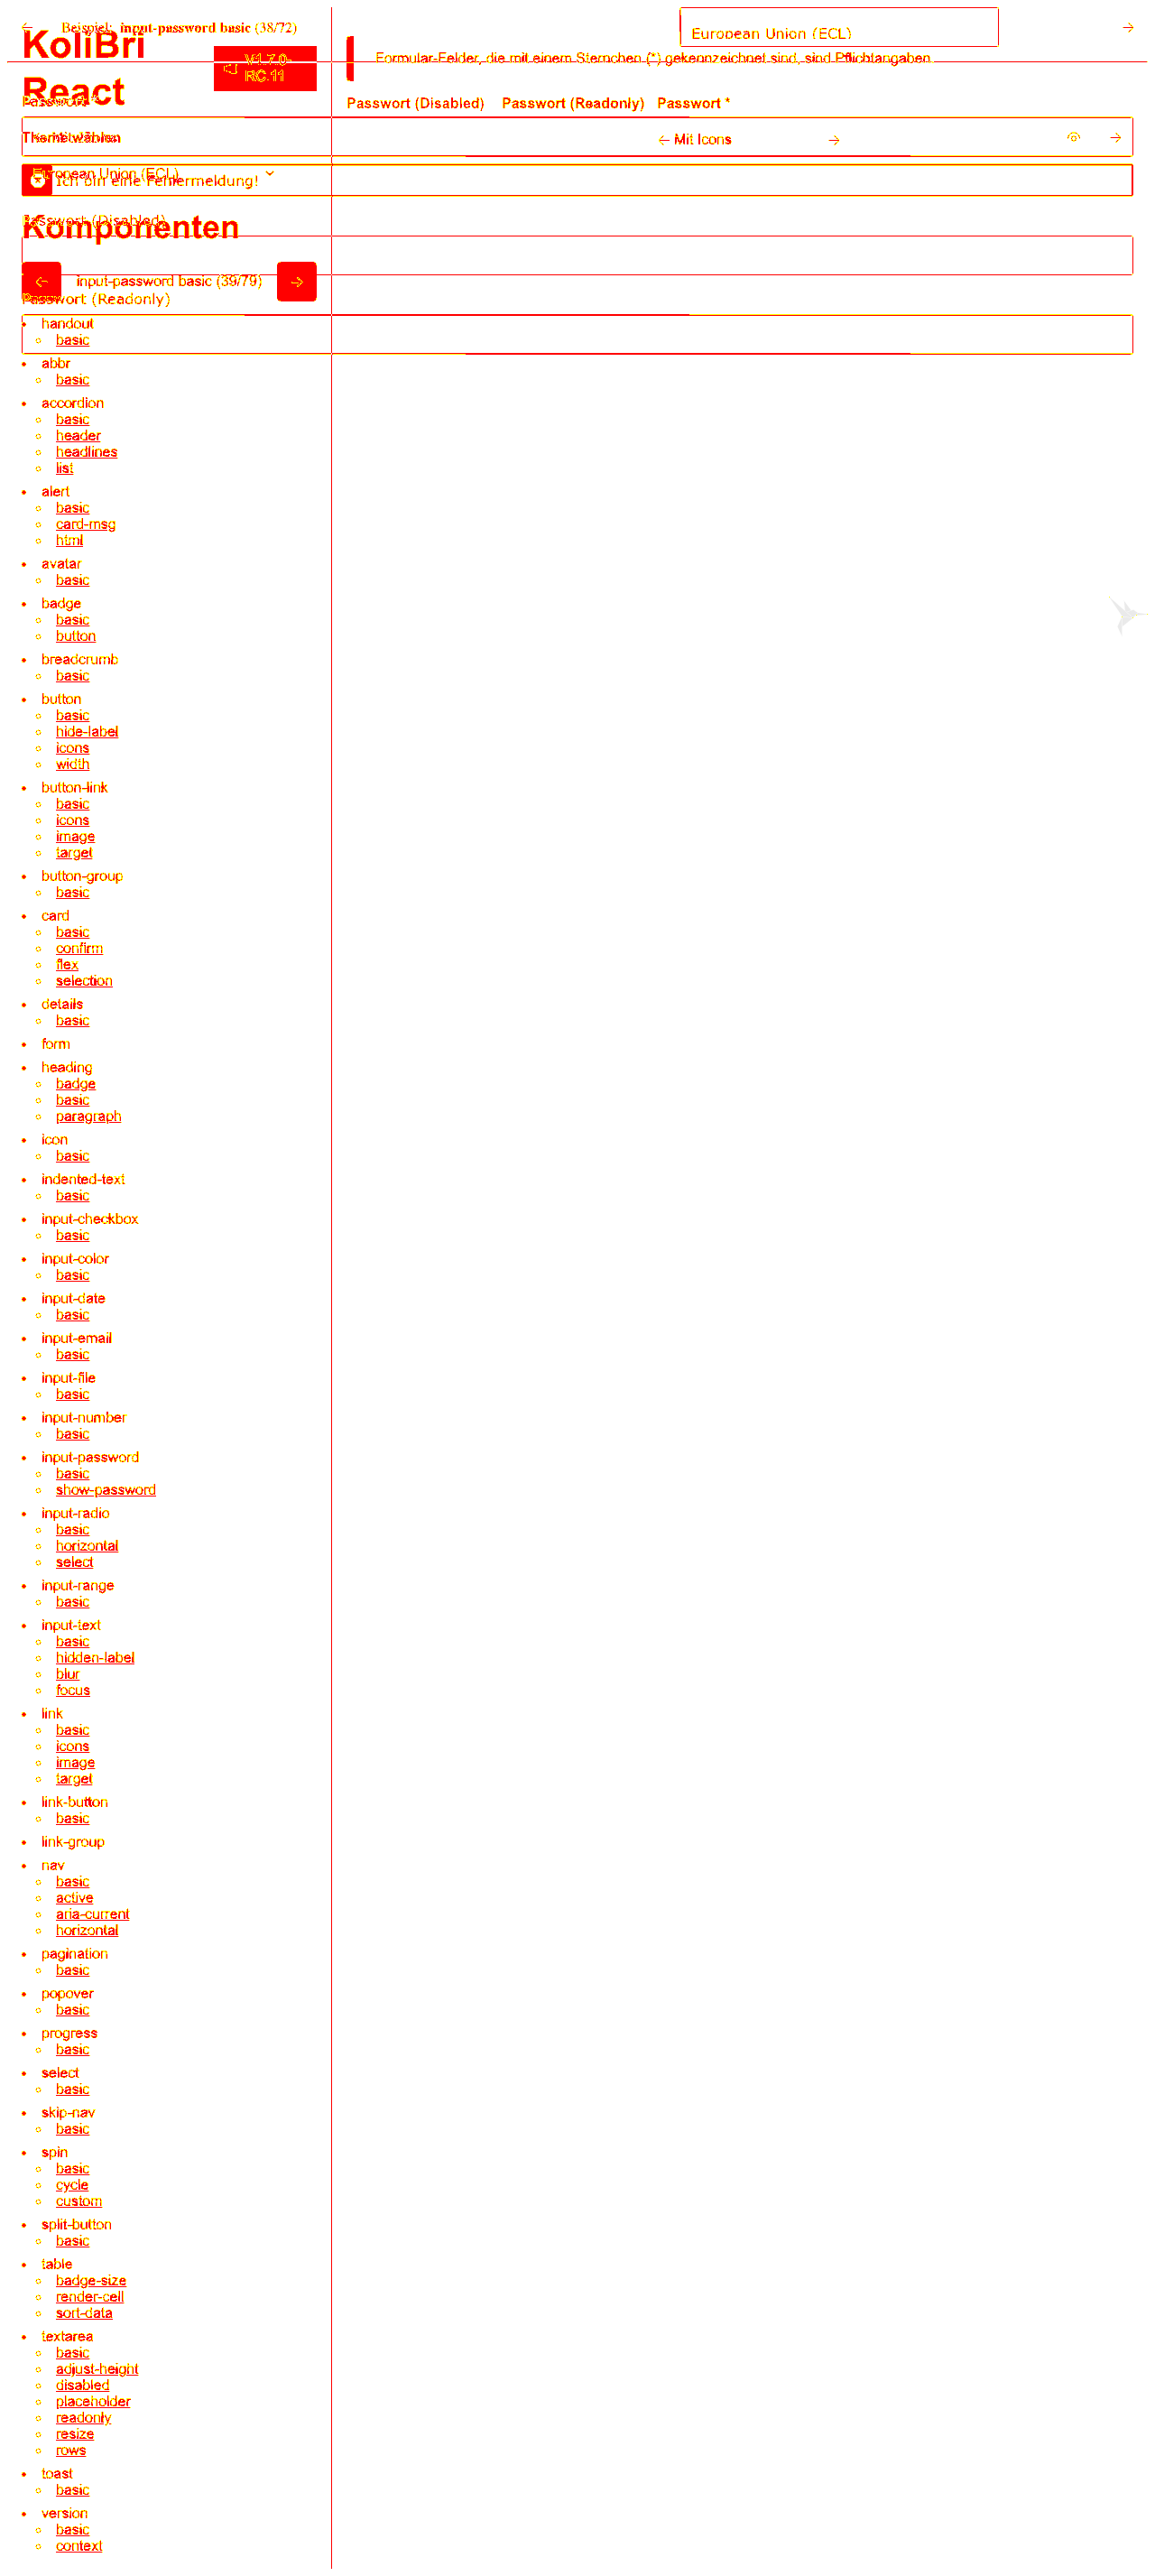 Beispiel: input-password basic (38/72)
European Union (ECL)
KoliBri
React
V1.7.0-
RC.11
Formular-Felder, die mit einem Sternchen (*) gekennzeichnet sind, sind Pflichtangaben.
Passwort *
Passwort (Disabled) Passwort (Readonly) Passwort *
Theme wählen
Mit Icons
European Union (ECL)
Ich bin eine Fehlermeldung!
Passwort (Disabled)
Komponenten
input-password basic (39/79)
Passwort (Readonly)
handout
basic
abbr
basic
accordion
basic
header
headlines
list
alert
basic
card-msg
html
avatar
basic
badge
basic
button
breadcrumb
basic
button
basic
hide-label
icons
width
button-link
basic
icons
image
target
button-group
basic
card
basic
confirm
flex
selection
details
basic
form
heading
badge
basic
paragraph
icon
basic
indented-text
basic
input-checkbox
basic
input-color
basic
input-date
basic
input-email
basic
input-file
basic
input-number
basic
input-password
basic
show-password
input-radio
basic
horizontal
select
input-range
basic
input-text
basic
hidden-label
blur
focus
link
basic
icons
image
target
link-button
basic
link-group
nav
basic
active
aria-current
horizontal
pagination
basic
popover
basic
progress
basic
select
basic
skip-nav
basic
spin
basic
cycle
custom
split-button
basic
table
badge-size
render-cell
sort-data
textarea
basic
adjust-height
disabled
placeholder
readonly
resize
rows
toast
basic
version
basic
context